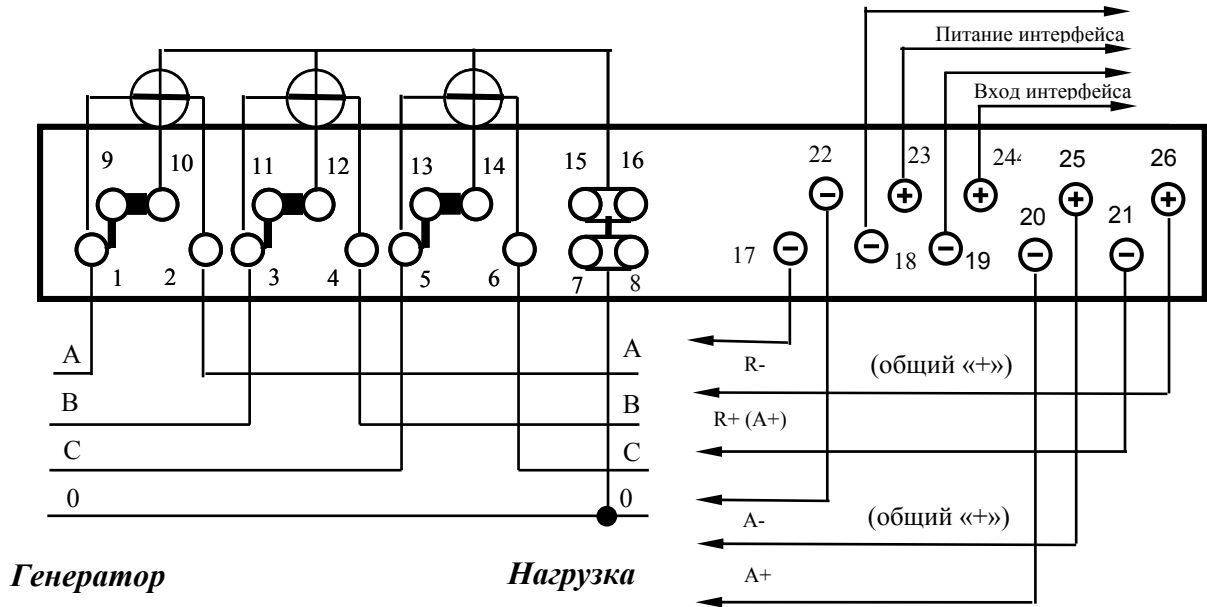 Питание интерфейса
Вход интерфейса
9 10 11 12 13 14 15 16 22 23 244 25 26
1 2 3 4 5 6 7 8 17 18 19 20 21
A A R- (общий «+»)
B B R+ (A+)
C C
0 0 A- (общий «+»)
Генератор Нагрузка A+